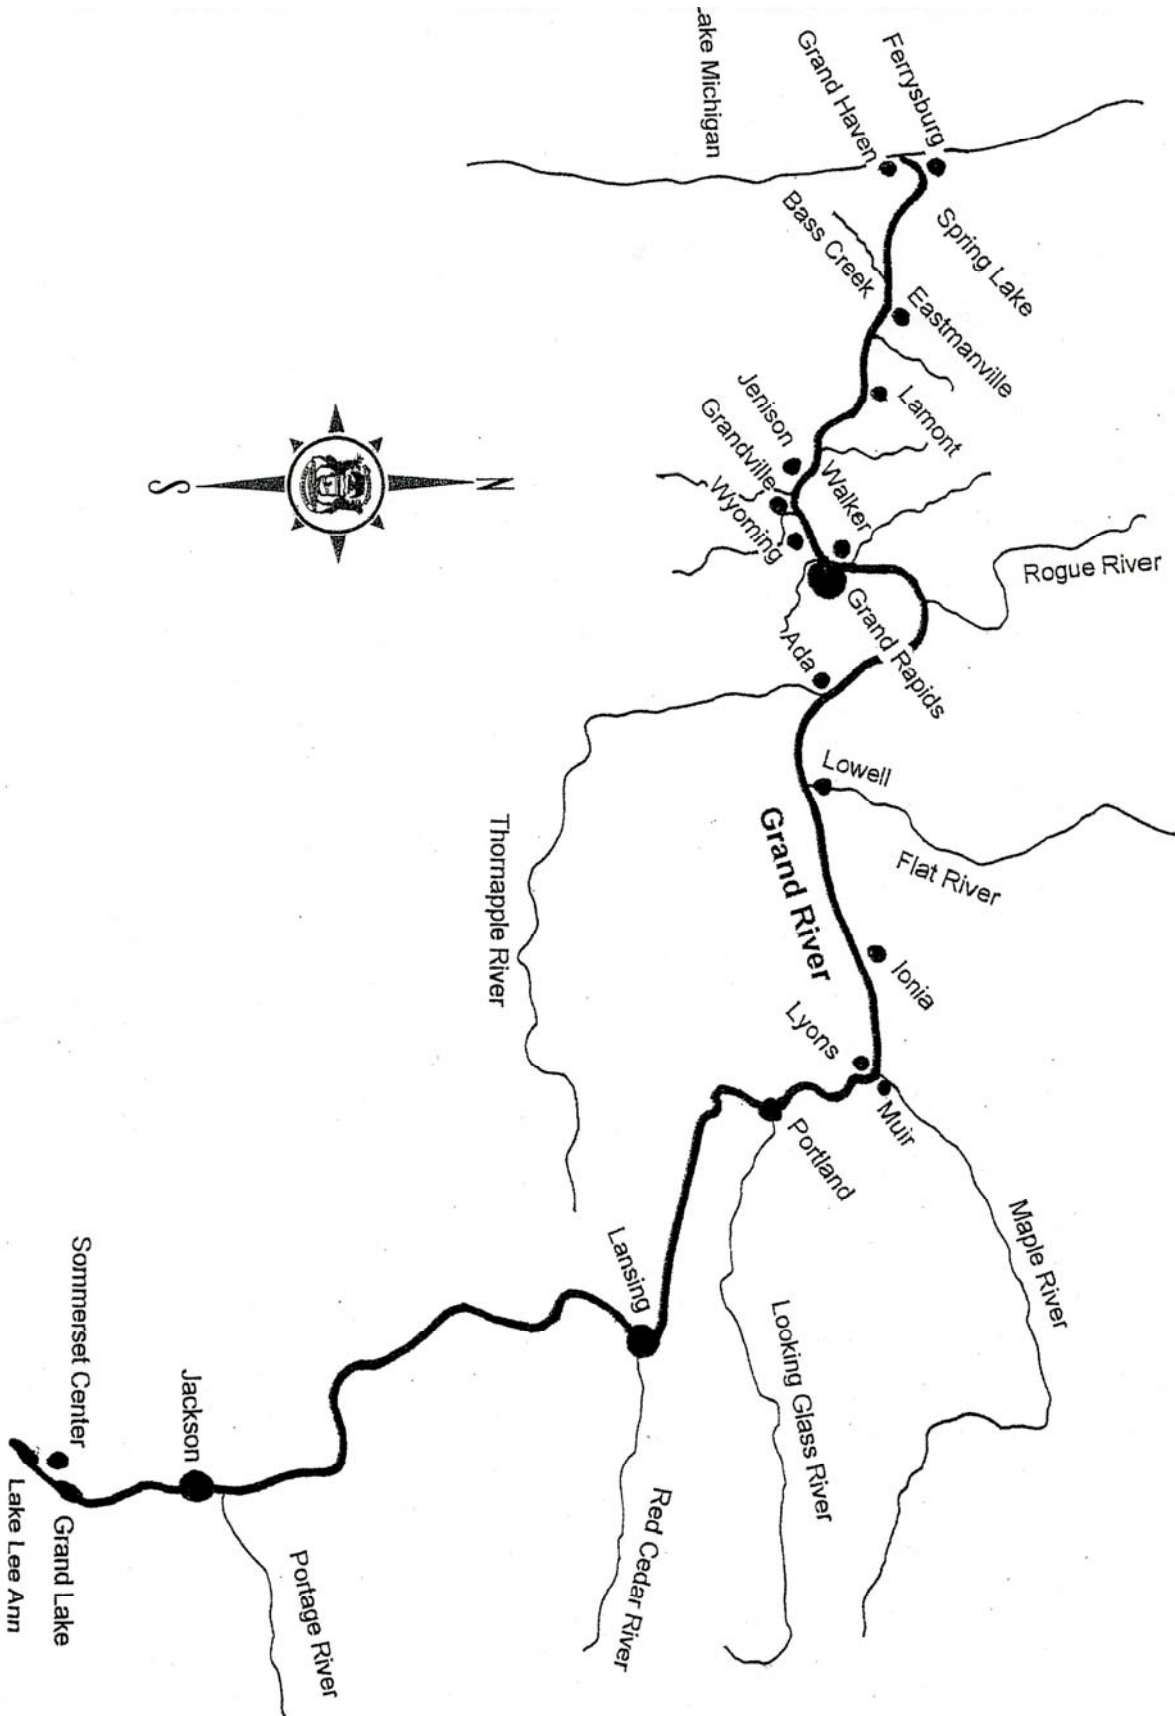 Lake Michigan
Grand Haven
Ferrysburg
Spring Lake
Bass Creek
Eastmanville
Lamont
Jenison
Grandville
Wyoming
Walker
Grand Rapids
Rogue River
Ada
Lowell
Flat River
Thornapple River
Grand River
Ionia
Lyons
Muir
Portland
Maple River
Looking Glass River
Lansing
Red Cedar River
Jackson
Portage River
Sommerset Center
Grand Lake
Lake Lee Ann
N
S